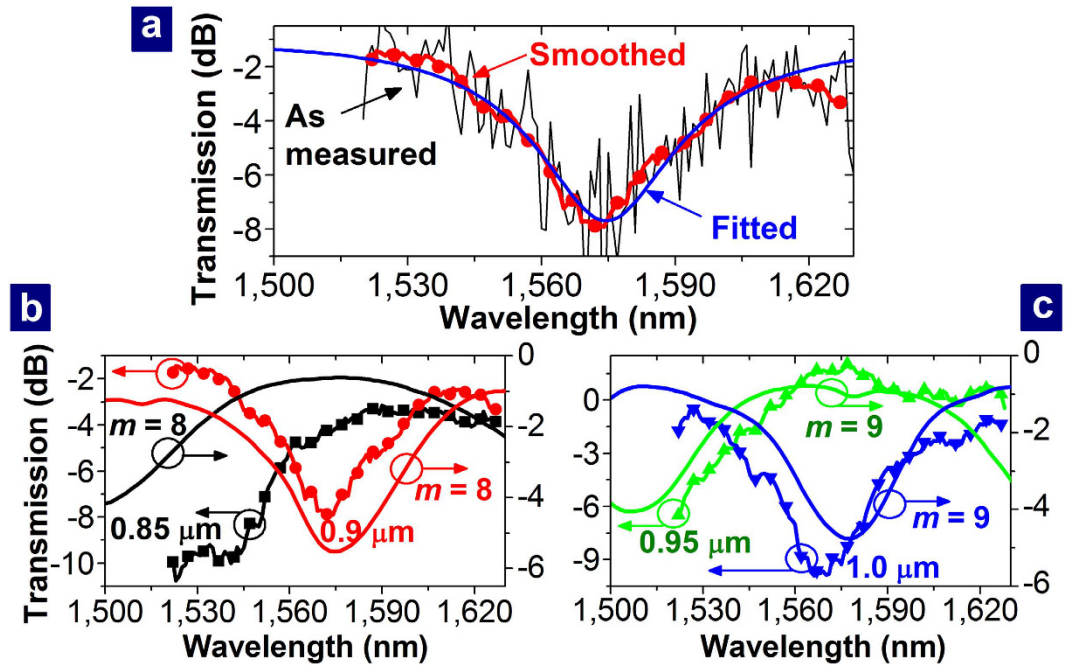 a
Transmission (dB)
-2
-4
-6
-8
Smoothed
As
measured
Fitted
1,500
1,530
1,560
1,590
1,620
Wavelength (nm)
b
Transmission (dB)
-2
-4
-6
-8
-10
0
-2
-4
-6
m = 8
m = 8
0.85 μm
0.9 μm
1,500
1,530
1,560
1,590
1,620
Wavelength (nm)
c
0
-3
-6
-9
0
-2
-4
-6
m = 9
m = 9
0.95 μm
1.0 μm
1,500
1,530
1,560
1,590
1,620
Wavelength (nm)